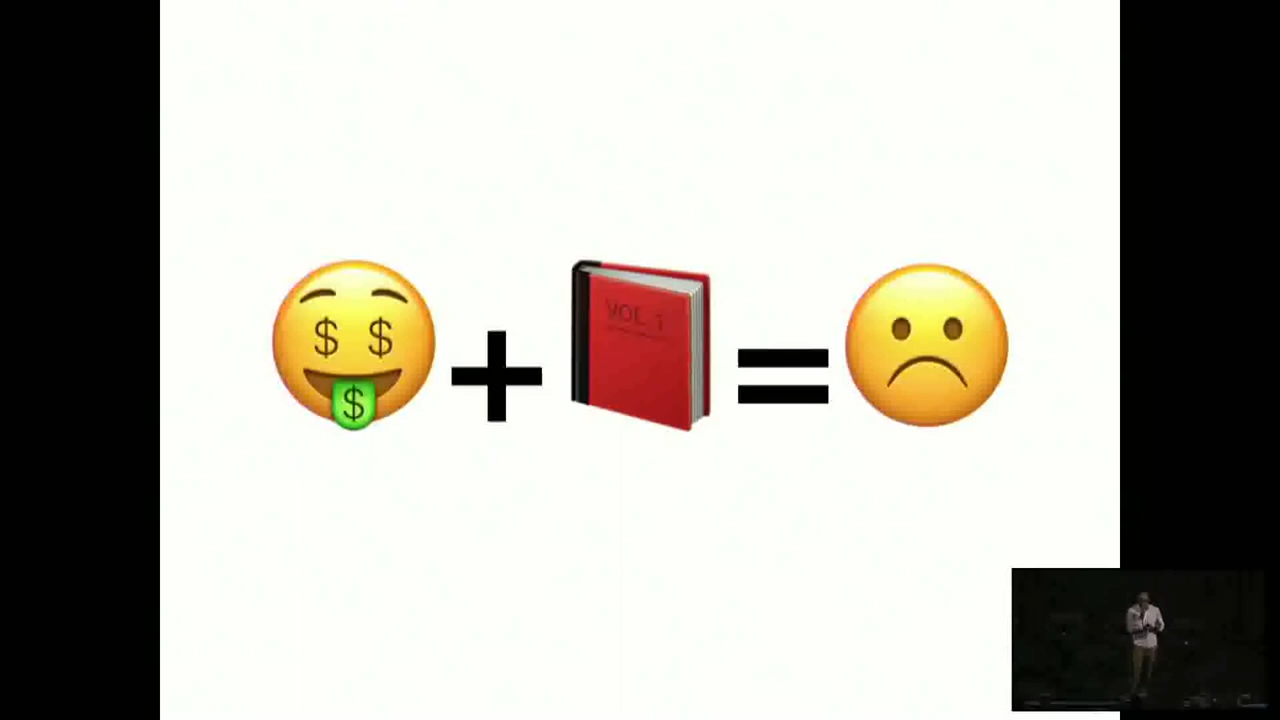 $ $
$
+ =
VOL. 1